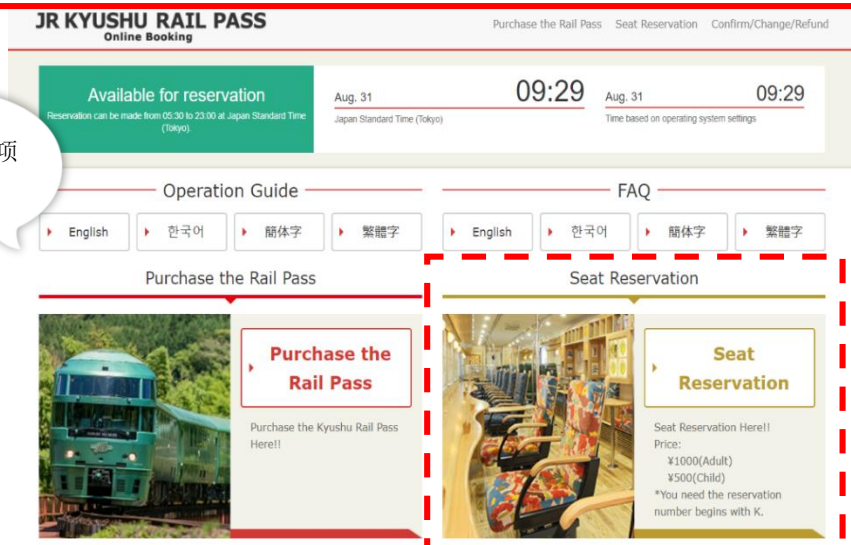 JR KYUSHU RAIL PASS
Online Booking
Purchase the Rail Pass Seat Reservation Confirm/Change/Refund
Available for reservation
Reservation can be made from 05:30 to 23:00 at Japan Standard Time
(Tokyo).
Aug. 31 09:29
Japan Standard Time (Tokyo)
Aug. 31 09:29
Time based on operating system settings
项
Operation Guide
English 한국어 簡体字 繁體字
FAQ
English 한국어 簡体字 繁體字
Purchase the Rail Pass
Purchase the
Rail Pass
Purchase the Kyushu Rail Pass
Here!!
Seat Reservation
Seat
Reservation
Seat Reservation Here!!
Price:
¥1000(Adult)
¥500(Child)
*You need the reservation
number begins with K.